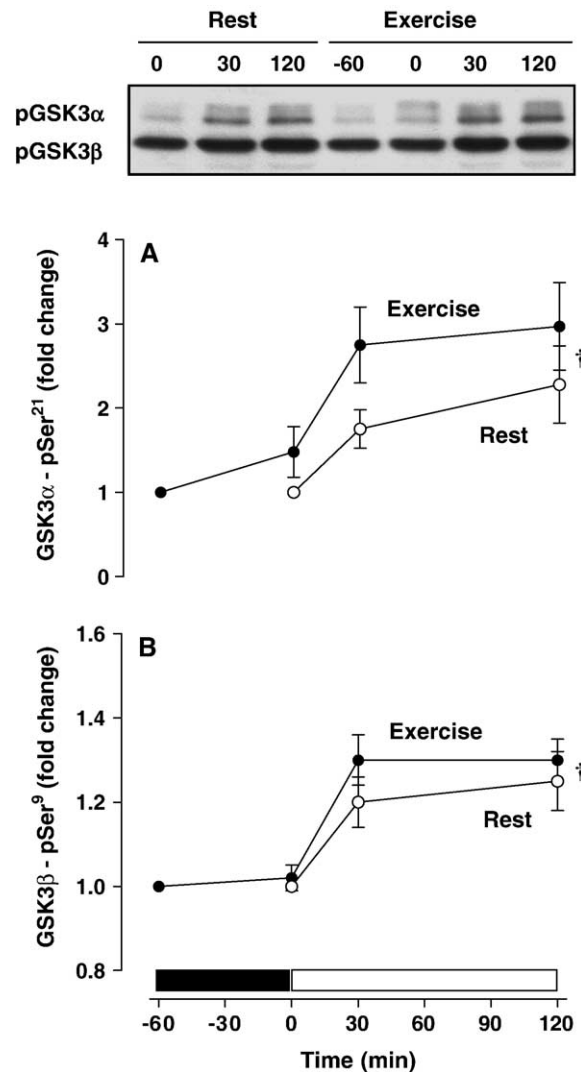 Rest Exercise
0 30 120 -60 0 30 120
pGSK3α
pGSK3β
A
4
3
2
1
0
GSK3α - pSer²¹ (fold change)
Exercise
Rest
†
B
1.6
1.4
1.2
1.0
0.8
GSK3β - pSer⁹ (fold change)
Exercise
Rest
†
-60 -30 0 30 60 90 120
Time (min)